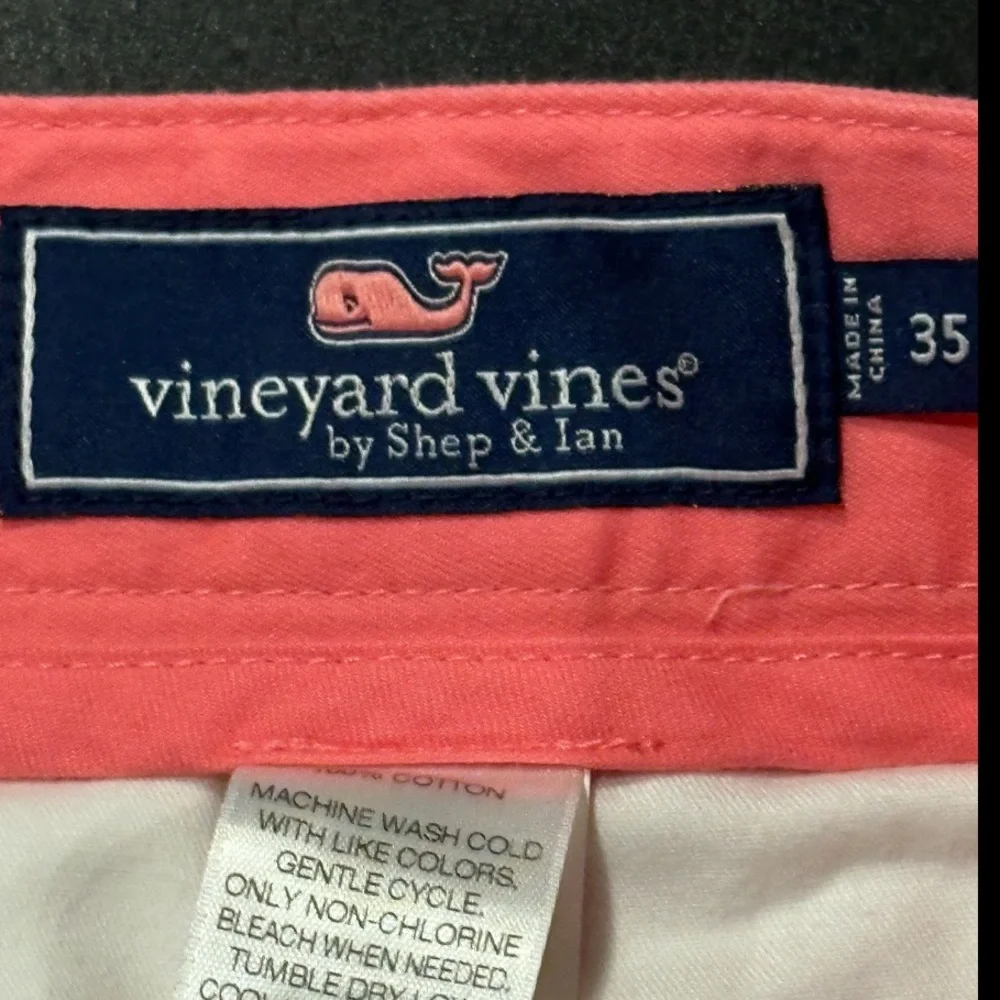 vineyard vines®
by Shep & Ian
MADE IN
CHINA
35
COTTON
MACHINE WASH COLD
WITH LIKE COLORS.
GENTLE CYCLE.
ONLY NON-CHLORINE
BLEACH WHEN NEEDED.
TUMBLE DRY